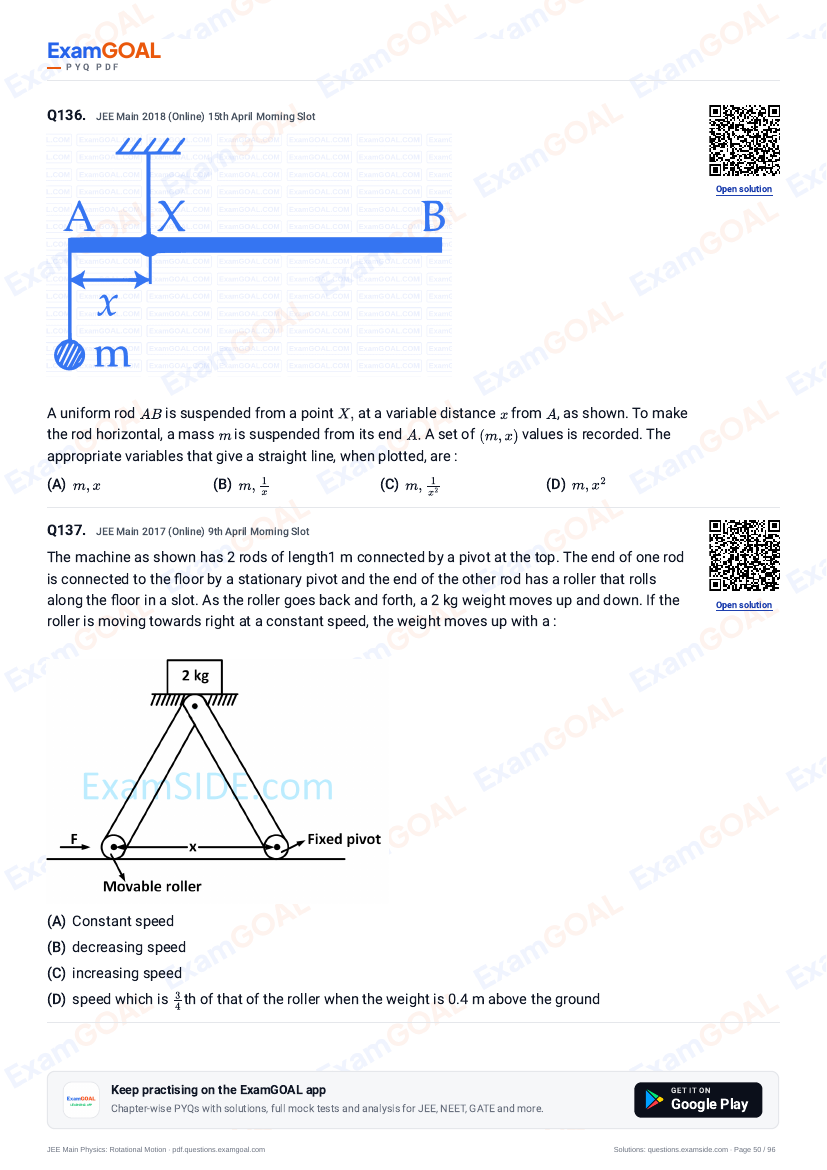 ExamGOAL
PYQ PDF
Q136. JEE Main 2018 (Online) 15th April Morning Slot
Open solution
A X B
x
m
A uniform rod AB is suspended from a point X, at a variable distance x from A, as shown. To make
the rod horizontal, a mass m is suspended from its end A. A set of (m, x) values is recorded. The
appropriate variables that give a straight line, when plotted, are :
(A) m, x (B) m, 1/x (C) m, 1/x² (D) m, x²
Q137. JEE Main 2017 (Online) 9th April Morning Slot
Open solution
The machine as shown has 2 rods of length1 m connected by a pivot at the top. The end of one rod
is connected to the floor by a stationary pivot and the end of the other rod has a roller that rolls
along the floor in a slot. As the roller goes back and forth, a 2 kg weight moves up and down. If the
roller is moving towards right at a constant speed, the weight moves up with a :
2 kg
ExamSIDE.com
F x Fixed pivot
Movable roller
(A) Constant speed
(B) decreasing speed
(C) increasing speed
(D) speed which is 3/4 th of that of the roller when the weight is 0.4 m above the ground
Keep practising on the ExamGOAL app
Chapter-wise PYQs with solutions, full mock tests and analysis for JEE, NEET, GATE and more.
GET IT ON
Google Play
JEE Main Physics: Rotational Motion · pdf.questions.examgoal.com
Solutions: questions.examside.com · Page 50 / 96